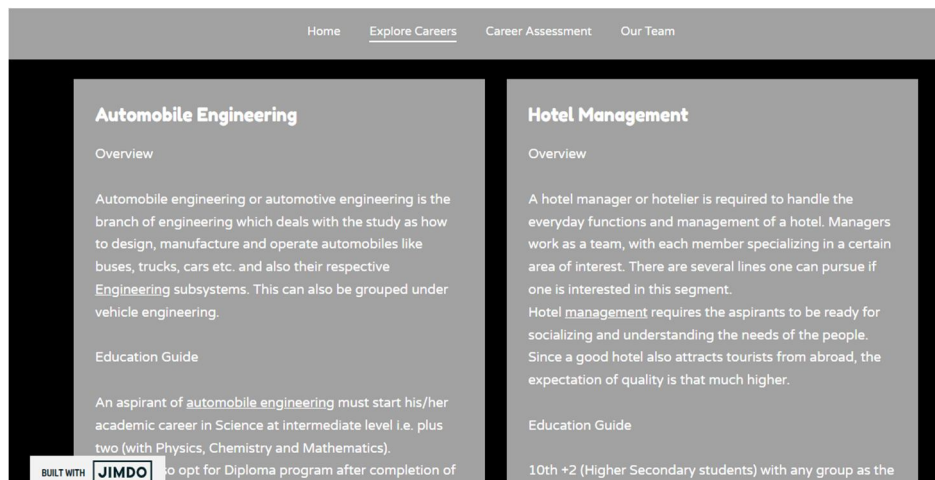 Home Explore Careers Career Assessment Our Team
Automobile Engineering
Overview
Automobile engineering or automotive engineering is the
branch of engineering which deals with the study as how
to design, manufacture and operate automobiles like
buses, trucks, cars etc. and also their respective
Engineering subsystems. This can also be grouped under
vehicle engineering.
Education Guide
An aspirant of automobile engineering must start his/her
academic career in Science at intermediate level i.e. plus
two (with Physics, Chemistry and Mathematics).
so opt for Diploma program after completion of
Hotel Management
Overview
A hotel manager or hotelier is required to handle the
everyday functions and management of a hotel. Managers
work as a team, with each member specializing in a certain
area of interest. There are several lines one can pursue if
one is interested in this segment.
Hotel management requires the aspirants to be ready for
socializing and understanding the needs of the people.
Since a good hotel also attracts tourists from abroad, the
expectation of quality is that much higher.
Education Guide
10th +2 (Higher Secondary students) with any group as the
BUILT WITH JIMDO